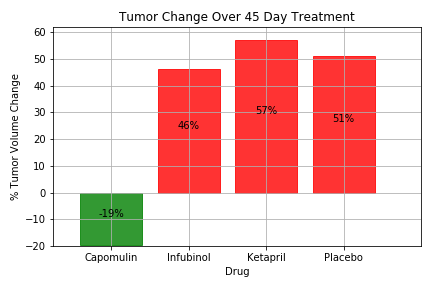 Tumor Change Over 45 Day Treatment
% Tumor Volume Change
60
50
40
30
20
10
0
−10
−20
46%
57%
51%
-19%
Capomulin
Infubinol
Ketapril
Placebo
Drug